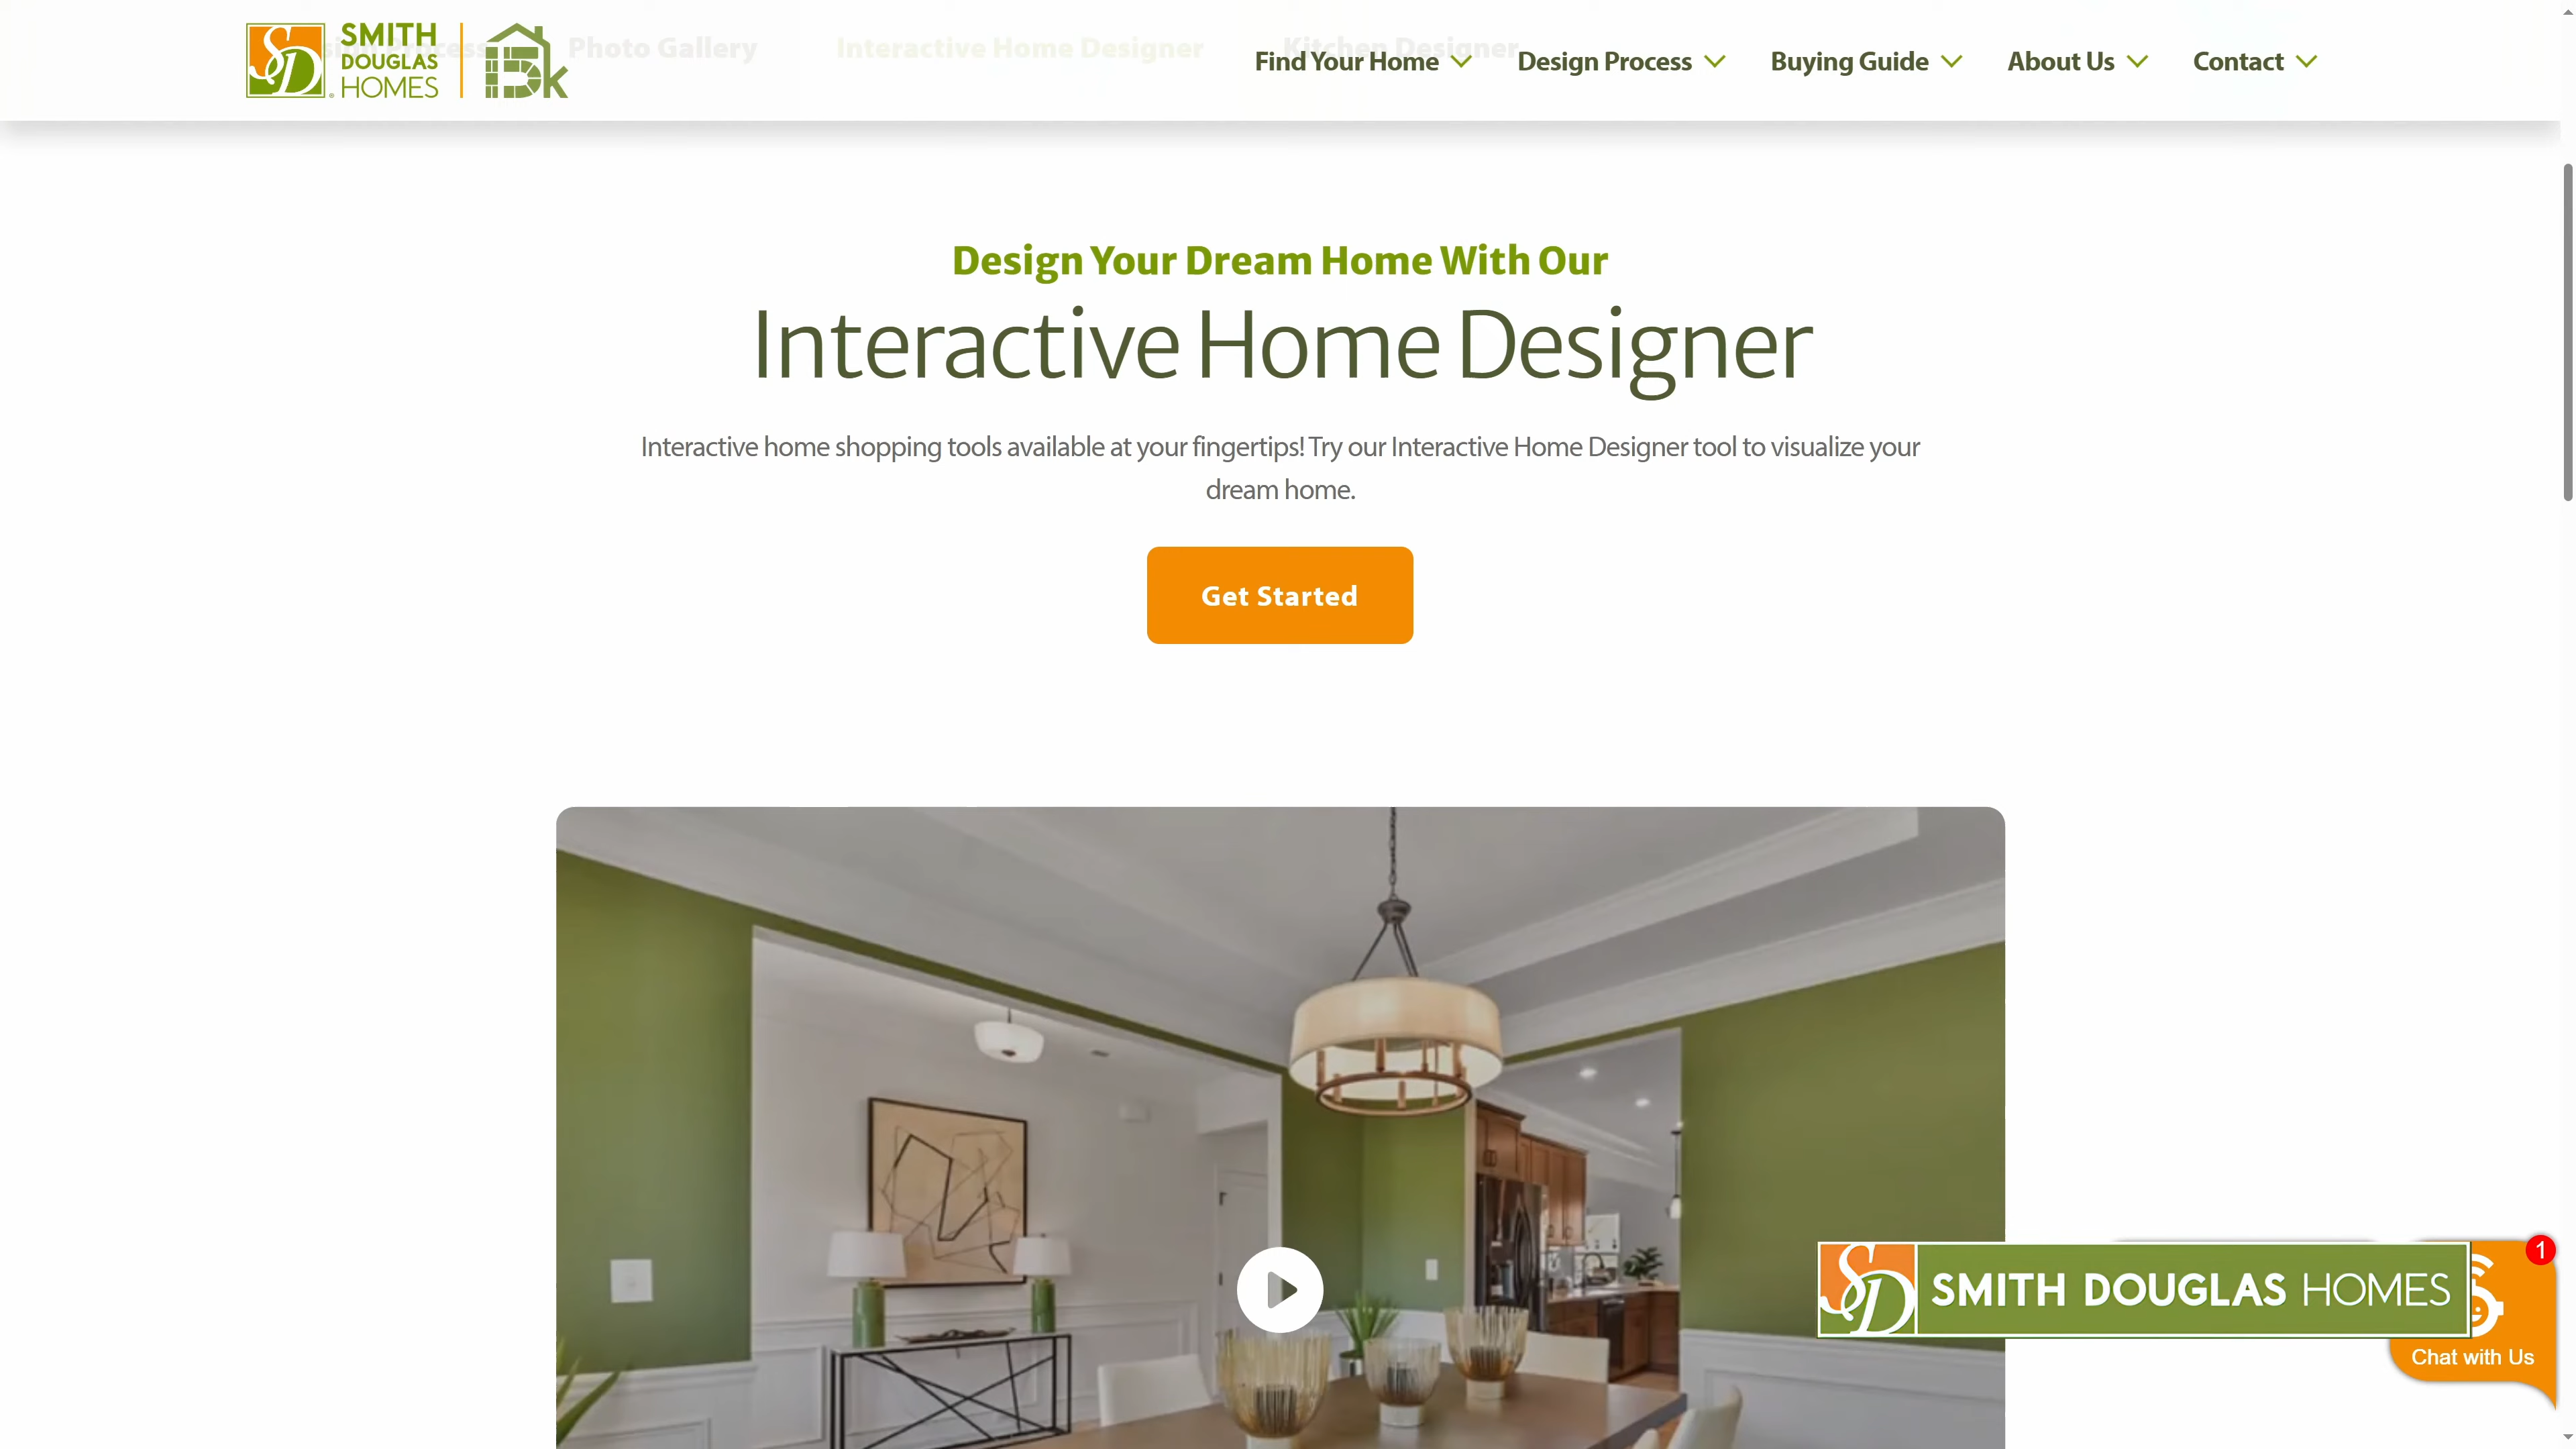 SMITH
DOUGLAS
HOMES
15k
Photo Gallery
Interactive Home Designer
Kitchen Designer
Find Your Home
Design Process
Buying Guide
About Us
Contact
Design Your Dream Home With Our
Interactive Home Designer
Interactive home shopping tools available at your fingertips! Try our Interactive Home Designer tool to visualize your
dream home.
Get Started
SD SMITH DOUGLAS HOMES
1
Chat with Us